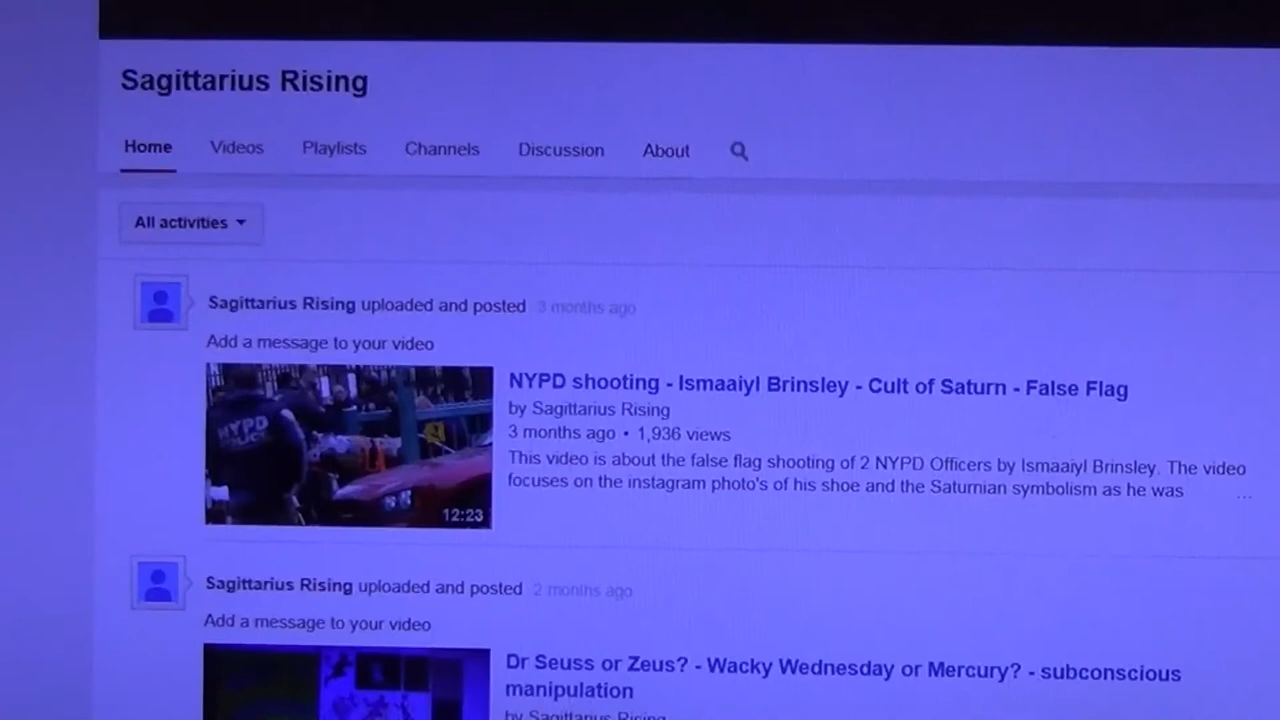 Sagittarius Rising
Home Videos Playlists Channels Discussion About
All activities
Sagittarius Rising uploaded and posted 3 months ago
Add a message to your video
NYPD
POLICE
12:23
NYPD shooting - Ismaaiyl Brinsley - Cult of Saturn - False Flag
by Sagittarius Rising
3 months ago • 1,936 views
This video is about the false flag shooting of 2 NYPD Officers by Ismaaiyl Brinsley. The video
focuses on the instagram photo's of his shoe and the Saturnian symbolism as he was ...
Sagittarius Rising uploaded and posted 2 months ago
Add a message to your video
Dr Seuss or Zeus? - Wacky Wednesday or Mercury? - subconscious
manipulation
by Sagittarius Rising